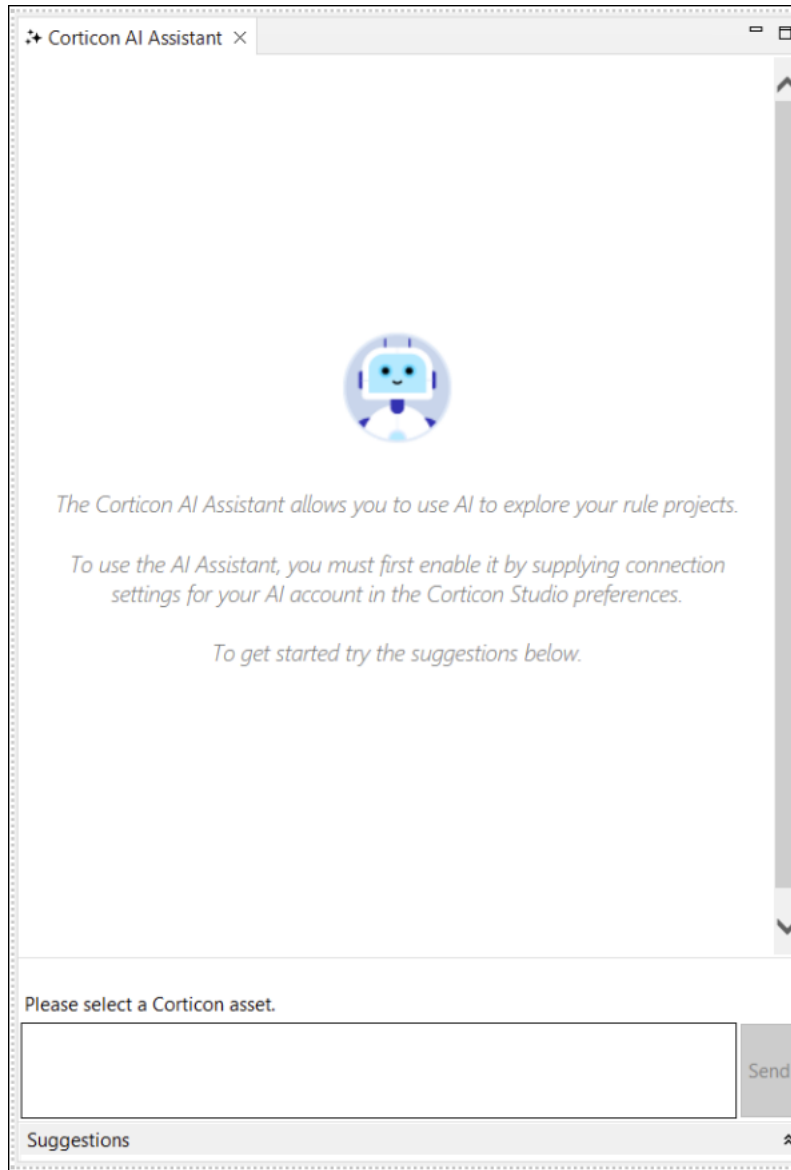 Corticon AI Assistant
The Corticon AI Assistant allows you to use AI to explore your rule projects.
To use the AI Assistant, you must first enable it by supplying connection
settings for your AI account in the Corticon Studio preferences.
To get started try the suggestions below.
Please select a Corticon asset.
Send
Suggestions